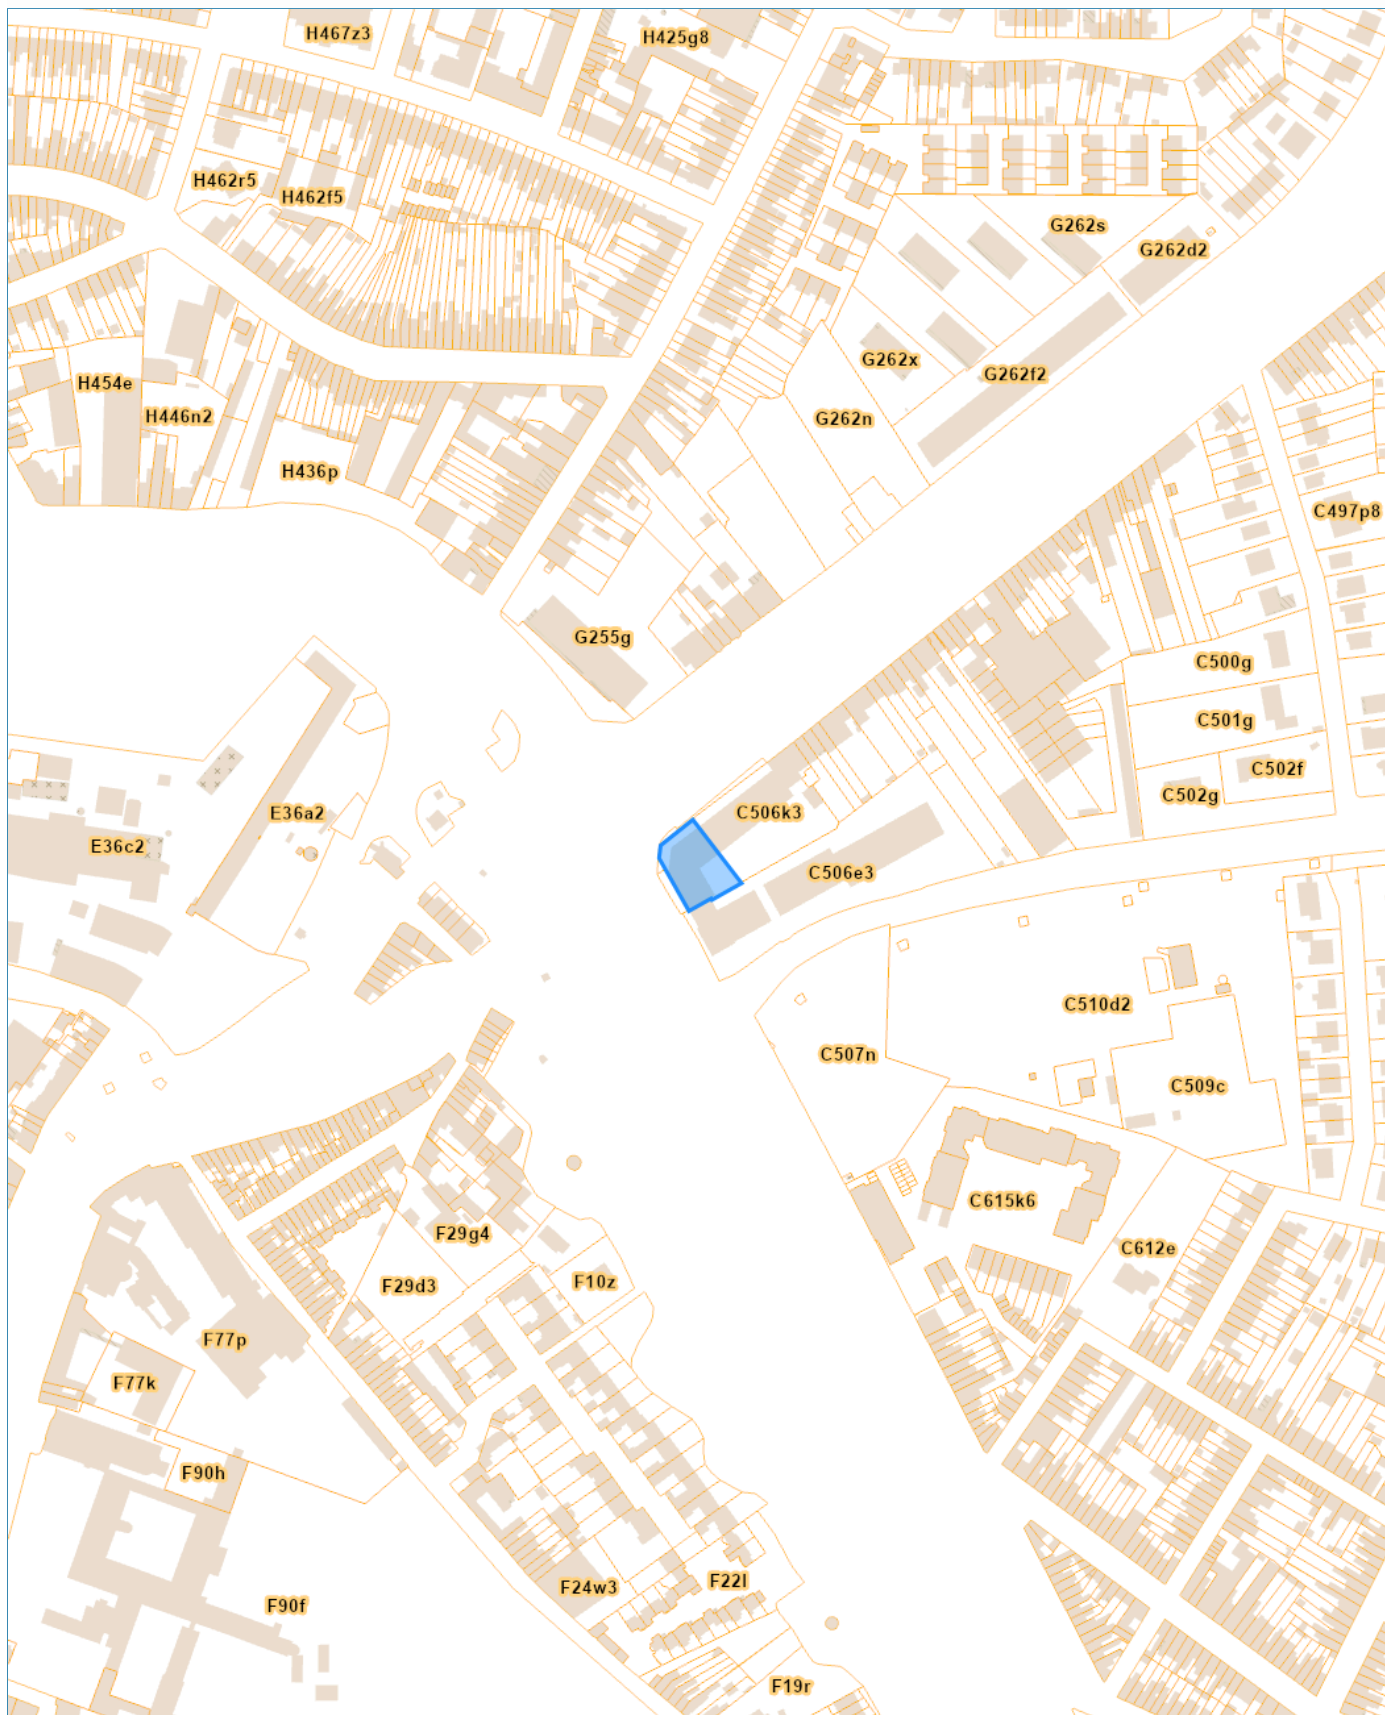 H467z3
H425g8
H462r5
H462f5
G262s
G262d2
G262x
G262f2
H454e
H446n2
G262n
H436p
C497p8
G255g
C500g
C501g
C502f
C502g
E36a2
C506k3
E36c2
C506e3
C510d2
C507n
C509c
C615k6
F29g4
C612e
F29d3
F10z
F77p
F77k
F90h
F22l
F24w3
F90f
F19r